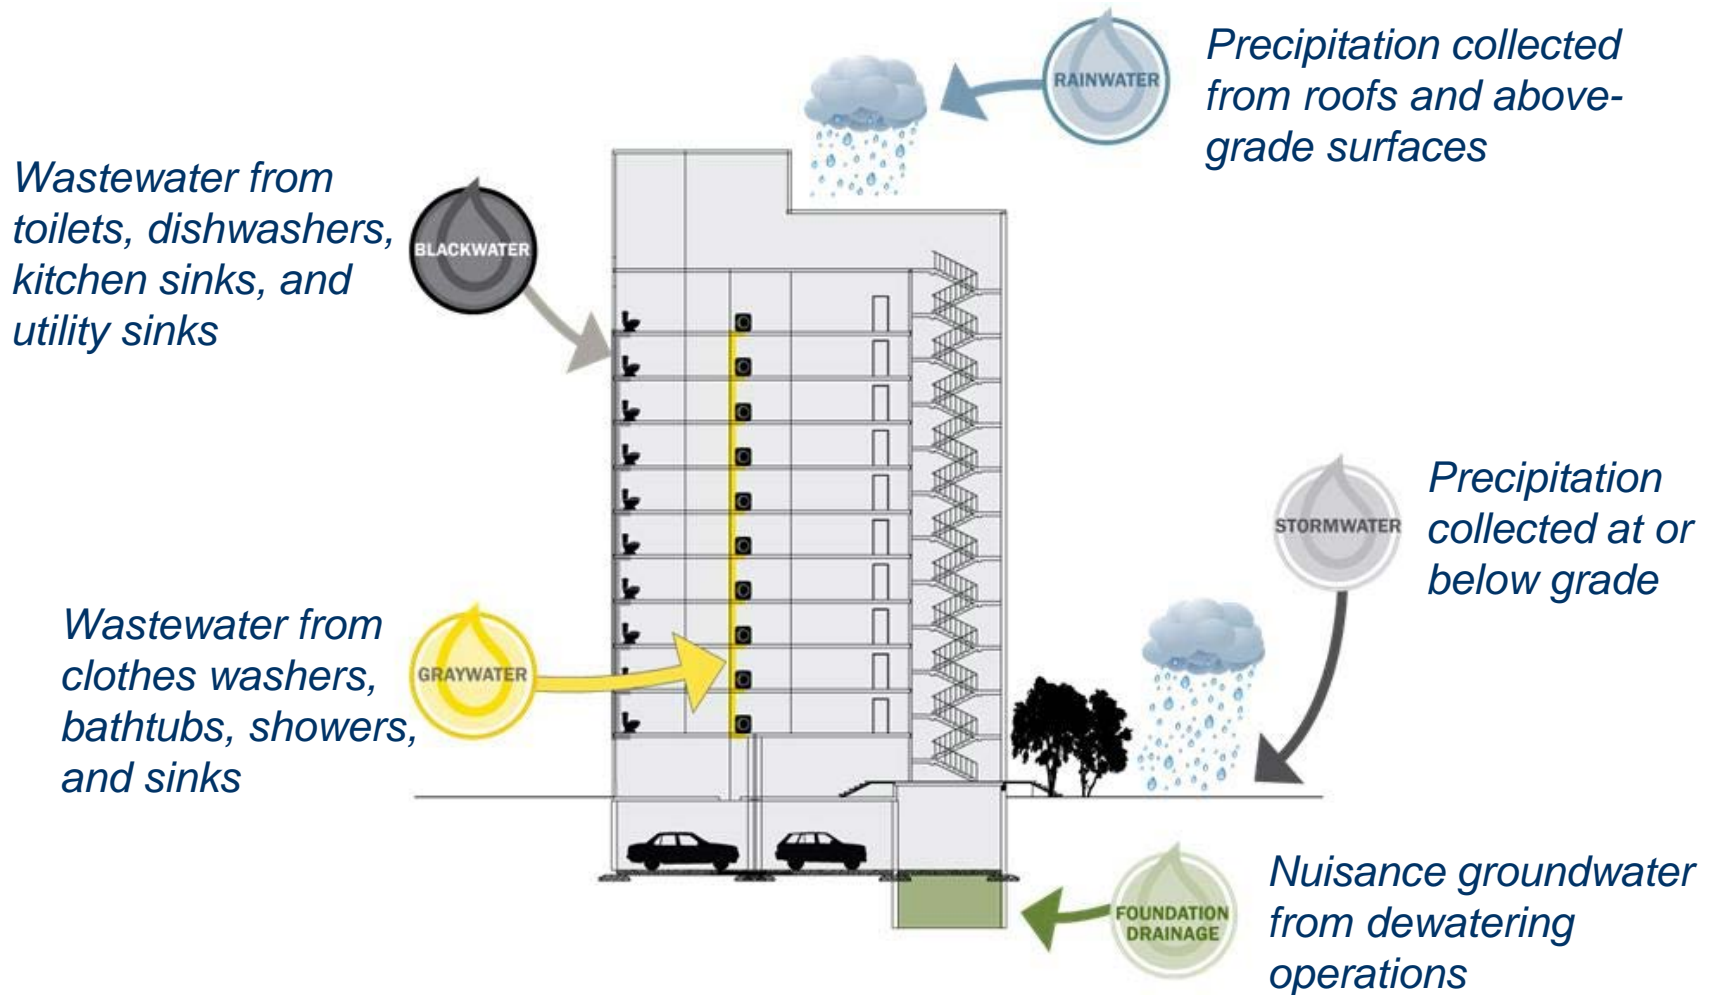 Precipitation collected
from roofs and above-
grade surfaces
RAINWATER
Wastewater from
toilets, dishwashers,
kitchen sinks, and
utility sinks
BLACKWATER
Precipitation
collected at or
below grade
STORMWATER
Wastewater from
clothes washers,
bathtubs, showers,
and sinks
GRAYWATER
Nuisance groundwater
from dewatering
operations
FOUNDATION
DRAINAGE